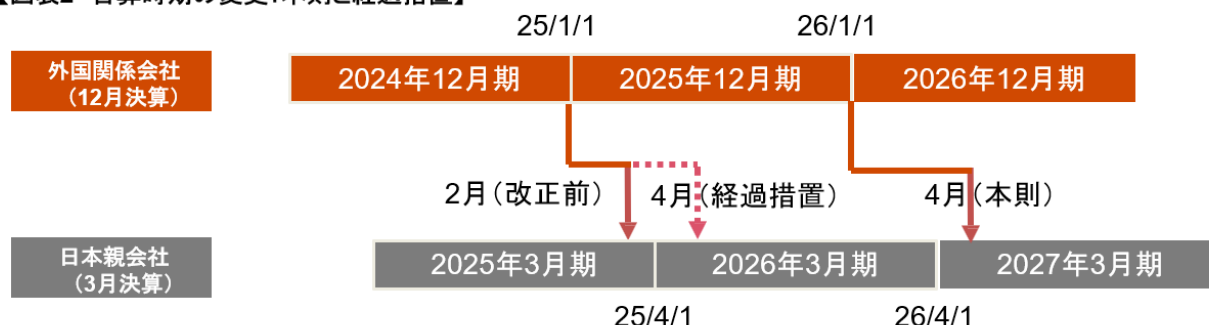 25/1/1
26/1/1
外国関係会社
（12月決算）
2024年12月期
2025年12月期
2026年12月期
2月（改正前）
4月（経過措置）
4月（本則）
日本親会社
（3月決算）
2025年3月期
2026年3月期
2027年3月期
25/4/1
26/4/1